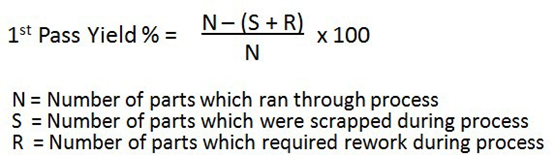 1st Pass Yield % = N – (S + R) / N x 100
N = Number of parts which ran through process
S = Number of parts which were scrapped during process
R = Number of parts which required rework during process